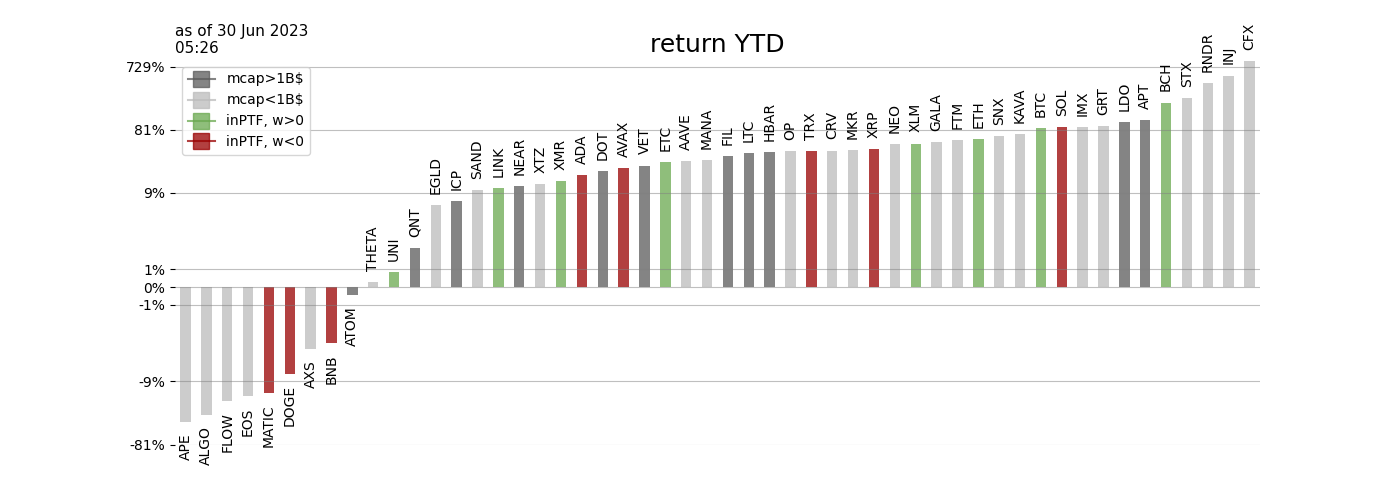 as of 30 Jun 2023
05:26
return YTD
729%
81%
9%
1%
0%
-1%
-9%
-81%
mcap>1B$
mcap<1B$
inPTF, w>0
inPTF, w<0
APE
ALGO
FLOW
EOS
MATIC
DOGE
AXS
BNB
ATOM
THETA
UNI
QNT
EGLD
ICP
SAND
LINK
NEAR
XTZ
XMR
ADA
DOT
AVAX
VET
ETC
AAVE
MANA
FIL
LTC
HBAR
OP
TRX
CRV
MKR
XRP
NEO
XLM
GALA
FTM
ETH
SNX
KAVA
BTC
SOL
IMX
GRT
LDO
APT
BCH
STX
RNDR
INJ
CFX